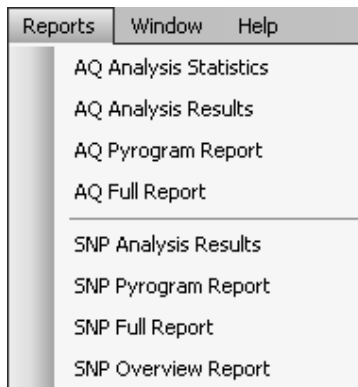 Reports Window Help
AQ Analysis Statistics
AQ Analysis Results
AQ Pyrogram Report
AQ Full Report
SNP Analysis Results
SNP Pyrogram Report
SNP Full Report
SNP Overview Report